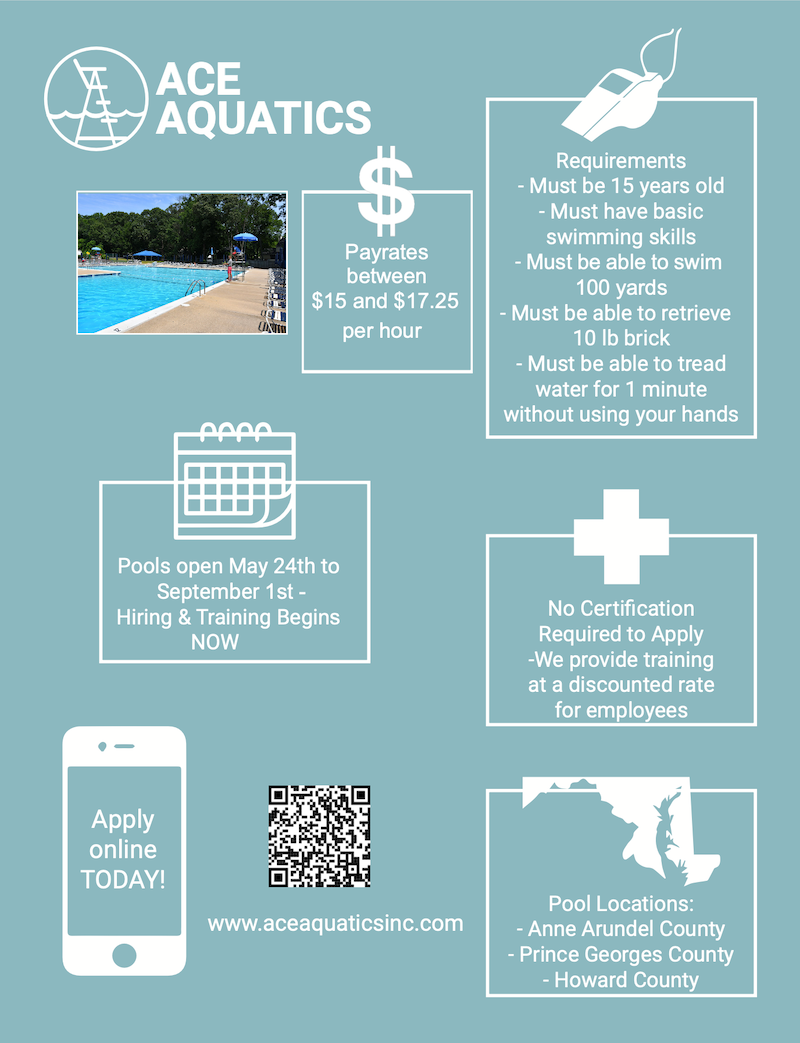 ACE
AQUATICS
$
Payrates
between
$15 and $17.25
per hour
Requirements
- Must be 15 years old
- Must have basic
swimming skills
- Must be able to swim
100 yards
- Must be able to retrieve
10 lb brick
- Must be able to tread
water for 1 minute
without using your hands
Pools open May 24th to
September 1st -
Hiring & Training Begins
NOW
No Certification
Required to Apply
-We provide training
at a discounted rate
for employees
Apply
online
TODAY!
www.aceaquaticsinc.com
Pool Locations:
- Anne Arundel County
- Prince Georges County
- Howard County